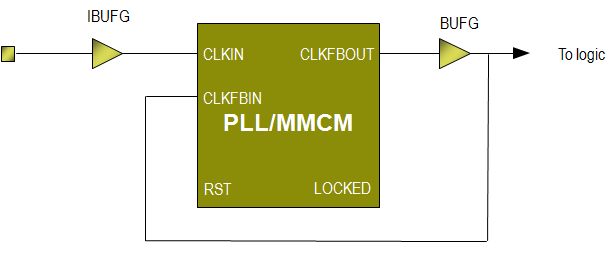 IBUFG
BUFG
CLKIN
CLKFBOUT
To logic
CLKFBIN
PLL/MMCM
RST
LOCKED